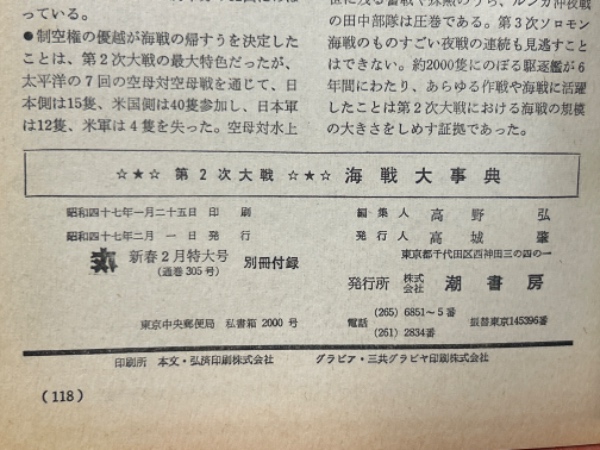 っている。
●制空権の優越が海戦の帰すうを決定した
ことは、第2次大戦の最大特色だったが、
太平洋の7回の空母対空母戦を通じて、日
本側は15隻、米国側は40隻参加し、日本軍
は12隻、米軍は4隻を失った。空母対水上
の田中部隊は圧巻である。第3次ソロモン
海戦のものすごい夜戦の連続も見逃すこと
はできない。約2000隻にのぼる駆逐艦が6
年間にわたり、あらゆる作戦や海戦に活躍
したことは第2次大戦における海戦の規模
の大きさをしめす証拠であった。
☆★☆ 第2次大戦 ☆★☆ 海戦大事典
昭和四十七年一月二十五日 印刷
昭和四十七年二月 一日 発行
丸 新春2月特大号 別冊付録
(通巻305号)
東京中央郵便局 私書箱 2000号
編集人 高野 弘
発行人 高城 肇
東京都千代田区西神田三の四の一
発行所 株式会社 潮書房
電話 (265) 6851〜5番
(261) 2834番
振替東京145396番
印刷所 本文・弘済印刷株式会社 グラビア・三共グラビヤ印刷株式会社
(118)